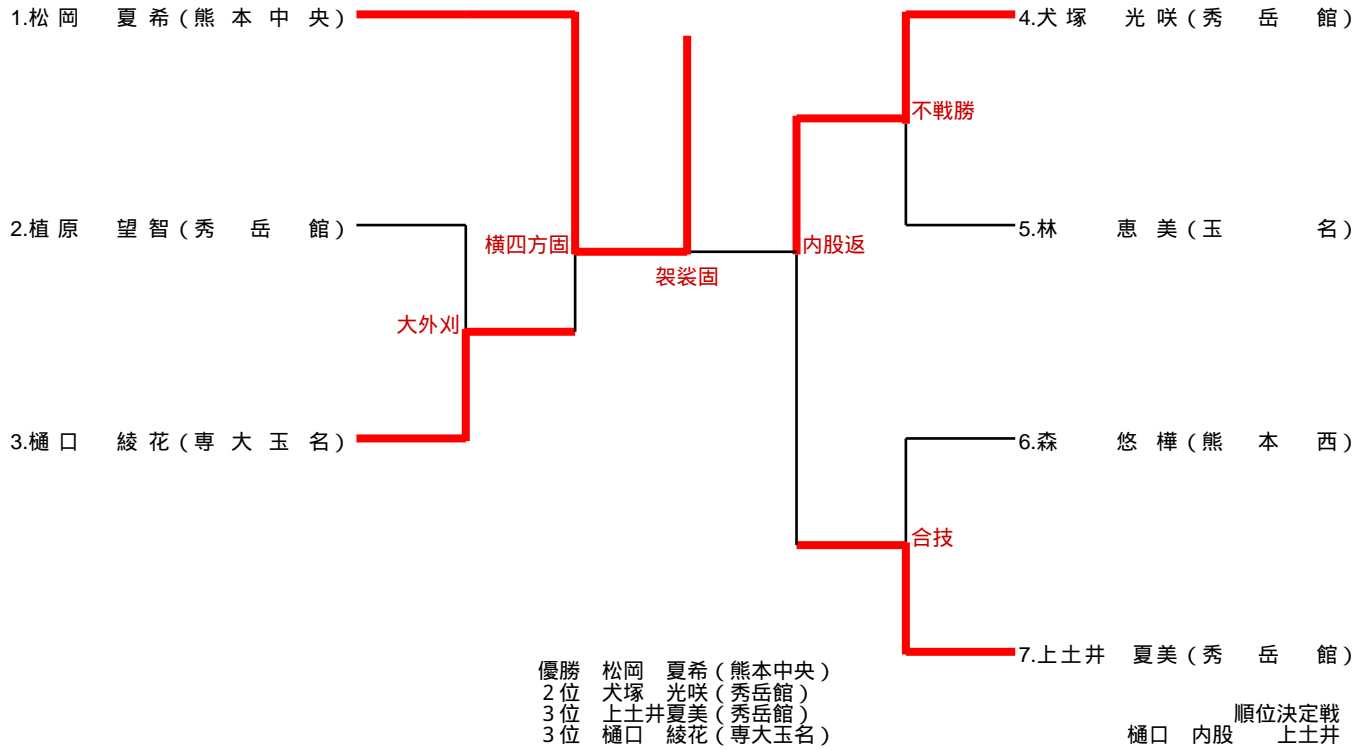 1.松岡 夏希(熊本中央)
4.犬塚 光咲(秀岳館)
不戦勝
2.植原 望智(秀岳館)
5.林 恵美(玉名)
横四方固
内股返
袈裟固
大外刈
3.樋口 綾花(専大玉名)
6.森 悠樺(熊本西)
合技
7.上土井 夏美(秀岳館)
優勝 松岡 夏希(熊本中央)
2位 犬塚 光咲(秀岳館)
3位 上土井夏美(秀岳館)
3位 樋口 綾花(専大玉名)
順位決定戦
樋口 内股 上土井